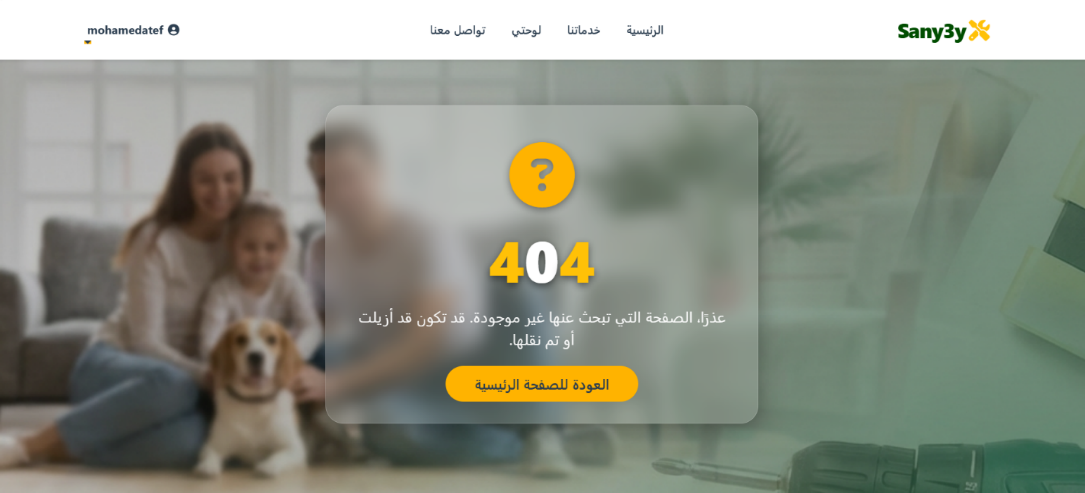 Sany3y
الرئيسية
خدماتنا
لوحتي
تواصل معنا
mohamedatef
?
404
عذرًا، الصفحة التي تبحث عنها غير موجودة. قد تكون قد أزيلت
أو تم نقلها.
العودة للصفحة الرئيسية